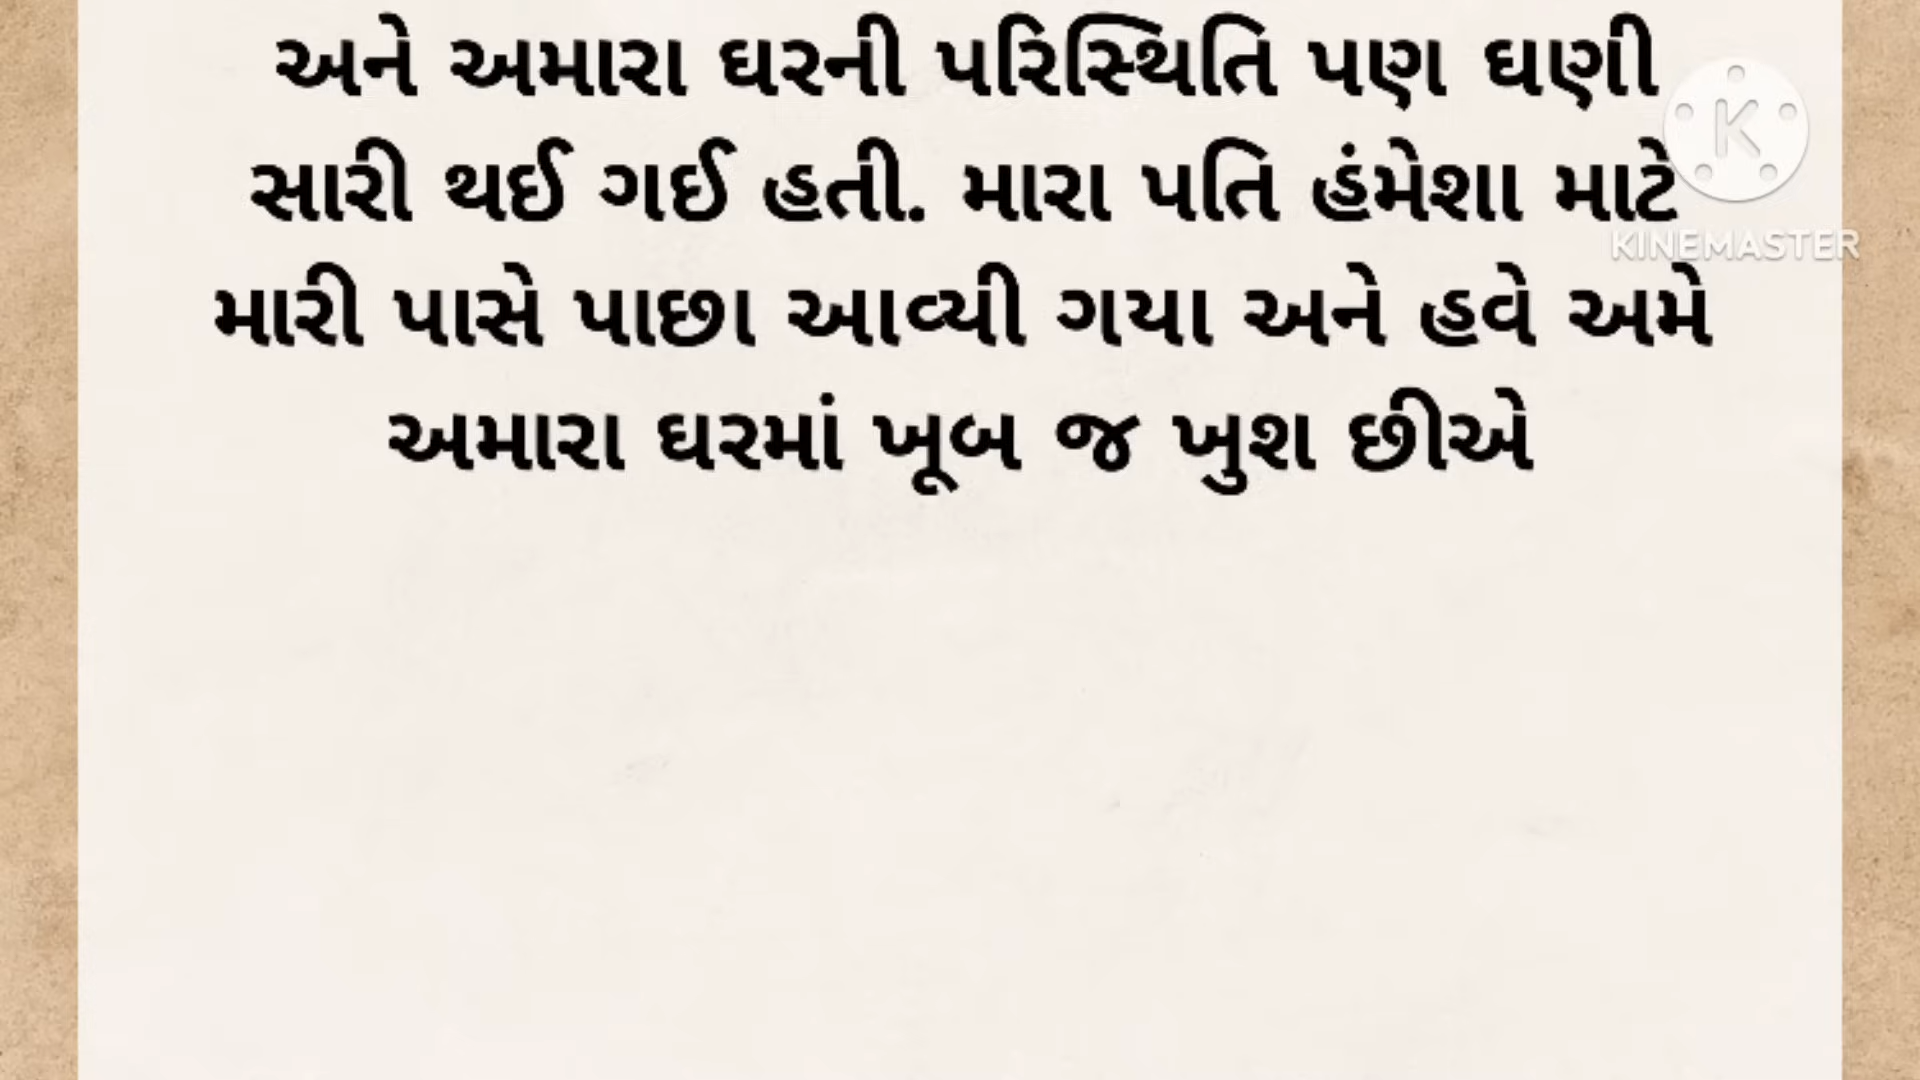 અને અમારા ઘરની પરિસ્થિતિ પણ ઘણી
સારી થઈ ગઈ હતી. મારા પતિ હંમેશા માટે
મારી પાસે પાછા આવ્યી ગયા અને હવે અમે
અમારા ઘરમાં ખૂબ જ ખુશ છીએ
K
KINEMASTER